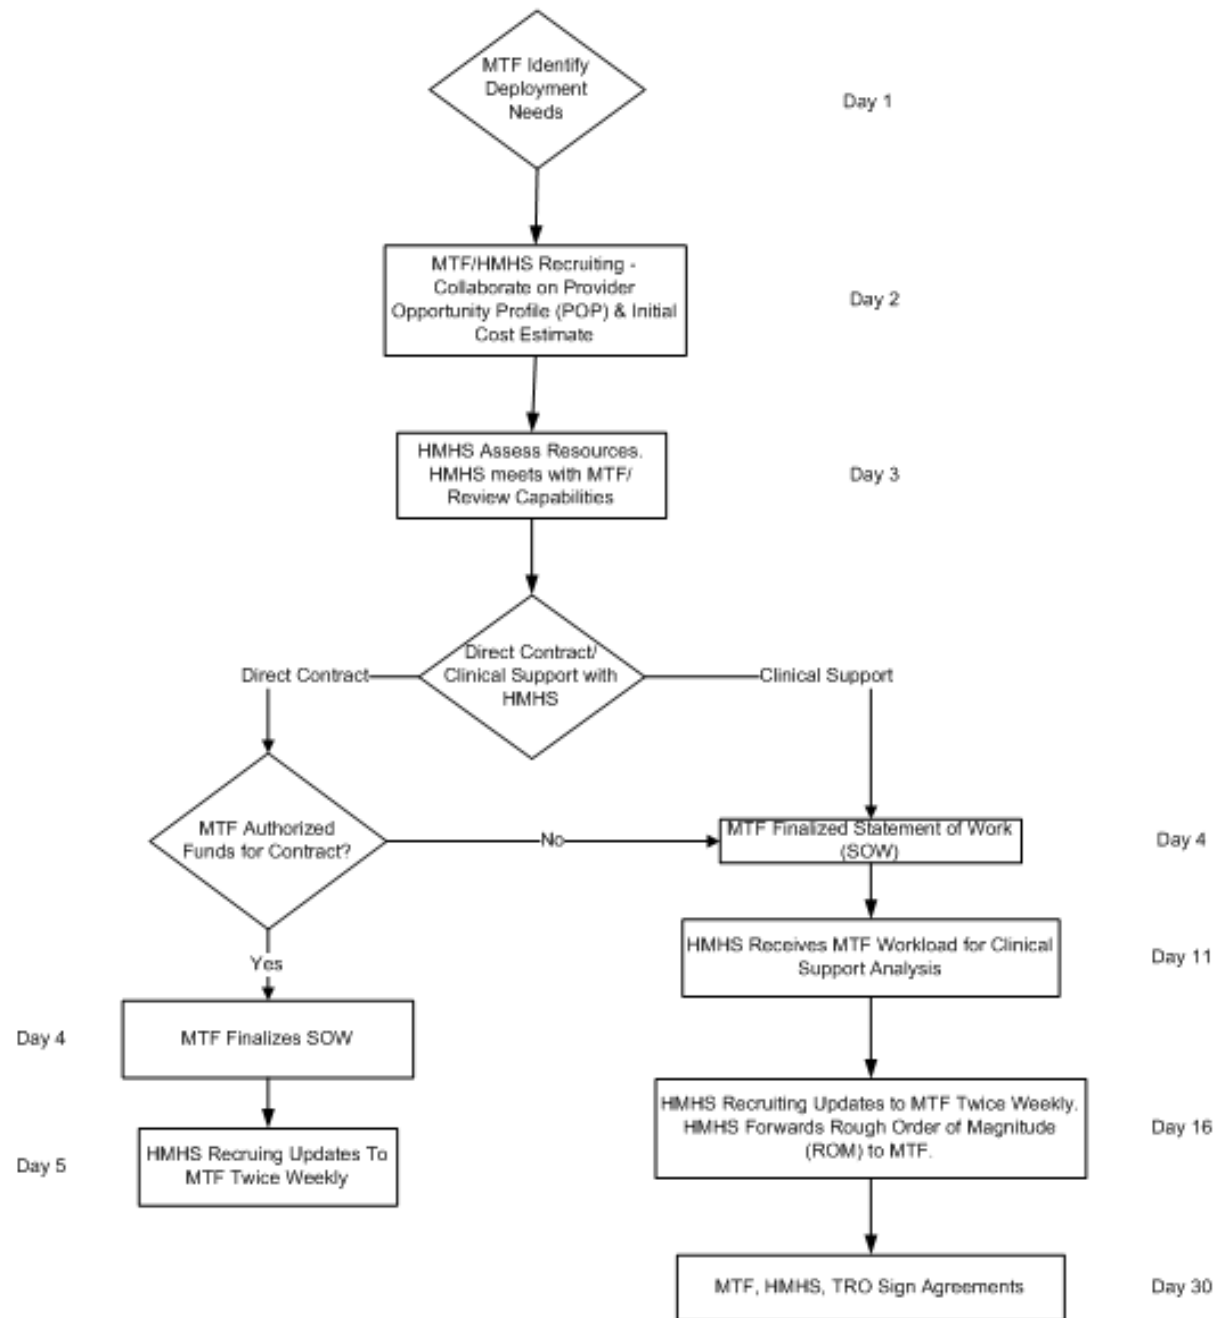 MTF Identify
Deployment
Needs
Day 1
MTF/HMHS Recruiting -
Collaborate on Provider
Opportunity Profile (POP) & Initial
Cost Estimate
Day 2
HMHS Assess Resources.
HMHS meets with MTF/
Review Capabilities
Day 3
Direct Contract/
Clinical Support with
HMHS
Direct Contract
Clinical Support
MTF Authorized
Funds for Contract?
No
MTF Finalized Statement of Work
(SOW)
Day 4
HMHS Receives MTF Workload for Clinical
Support Analysis
Day 11
Yes
Day 4
MTF Finalizes SOW
HMHS Recruiting Updates to MTF Twice Weekly.
HMHS Forwards Rough Order of Magnitude
(ROM) to MTF.
Day 16
Day 5
HMHS Recruing Updates To
MTF Twice Weekly
MTF, HMHS, TRO Sign Agreements
Day 30